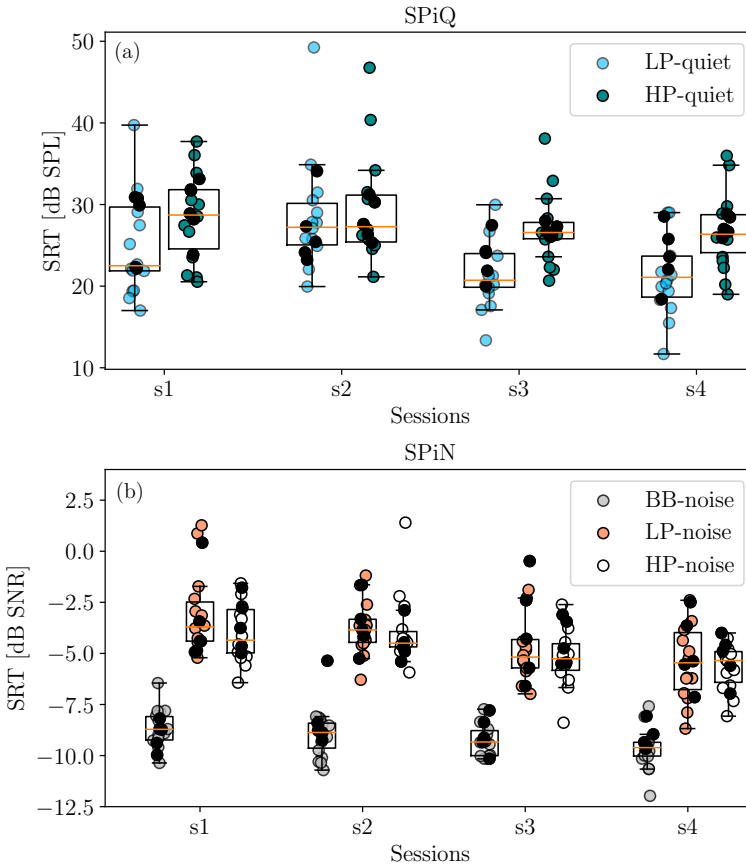 SPiQ
(a)
LP-quiet
HP-quiet
SRT [dB SPL]
50
40
30
20
10
s1 s2 s3 s4
Sessions
SPiN
(b)
BB-noise
LP-noise
HP-noise
SRT [dB SNR]
2.5
0.0
−2.5
−5.0
−7.5
−10.0
−12.5
s1 s2 s3 s4
Sessions